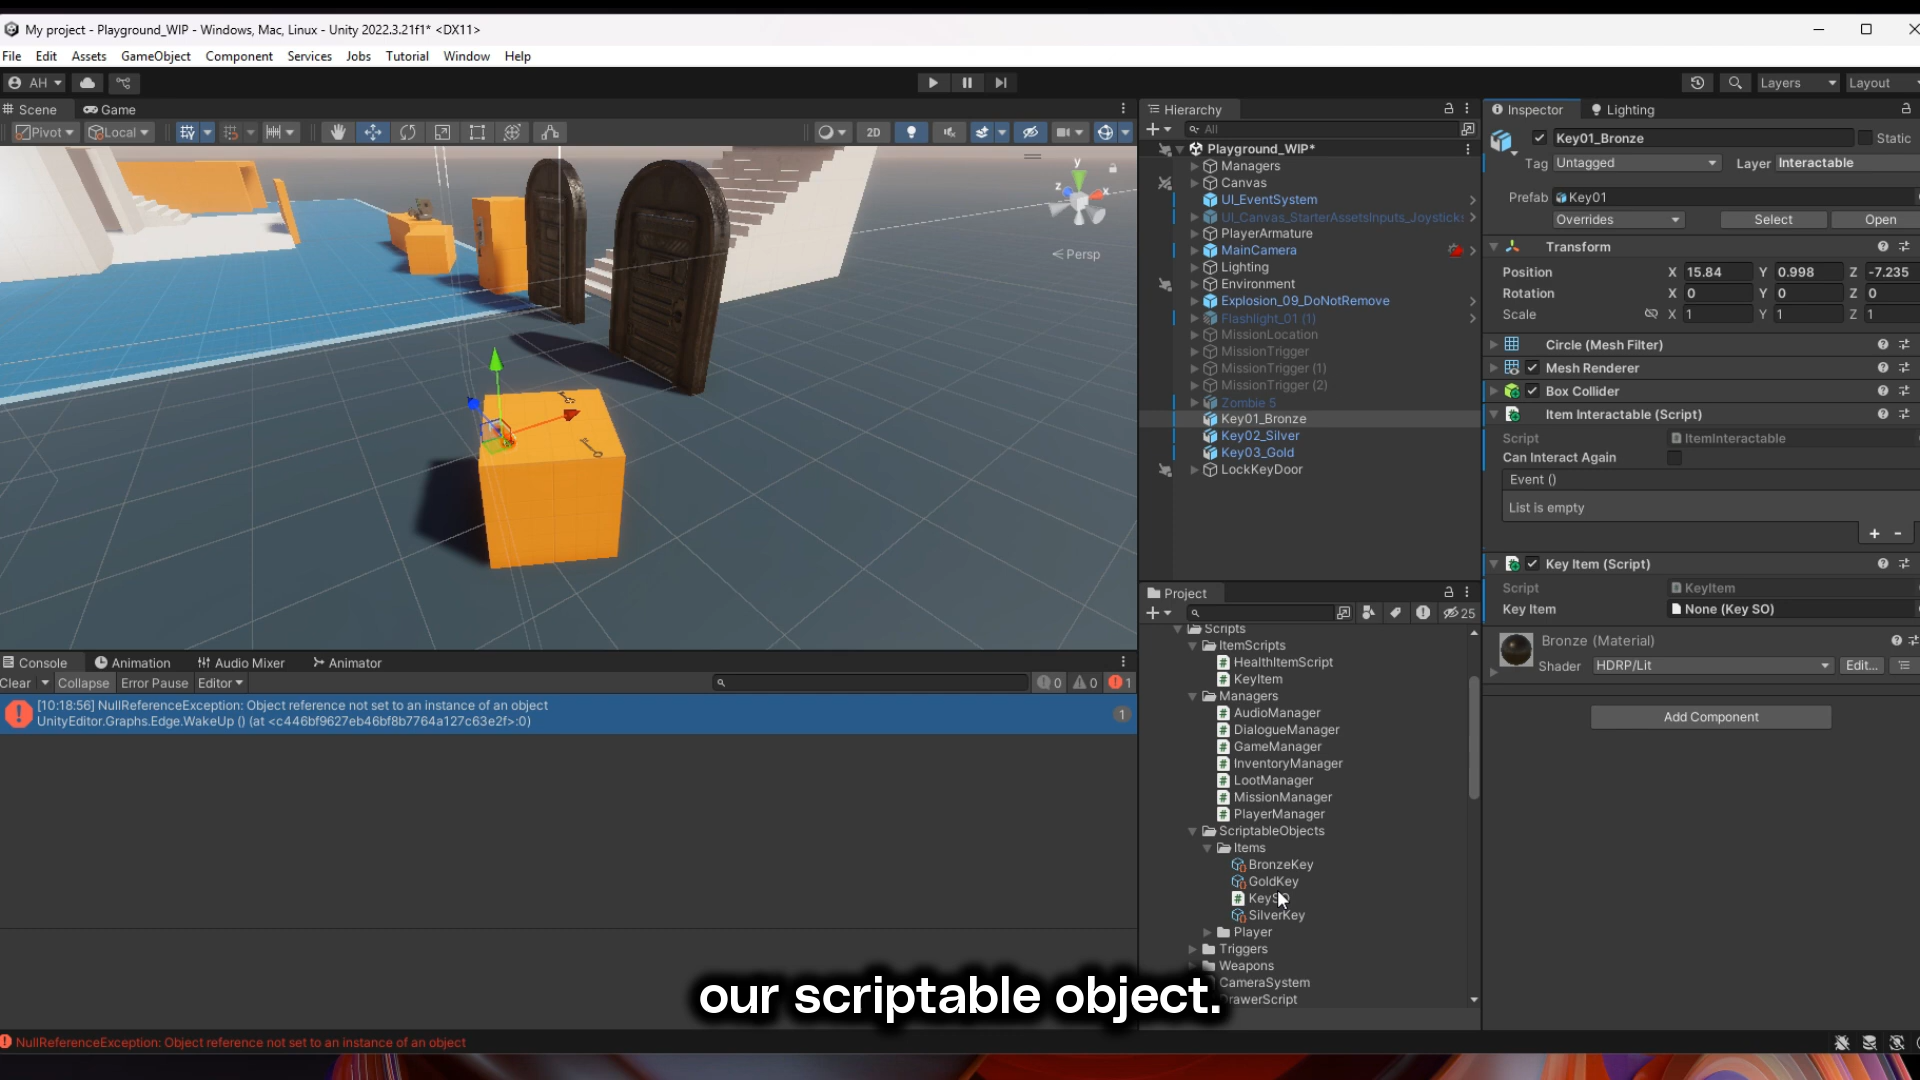 My project - Playground_WIP - Windows, Mac, Linux - Unity 2022.3.21f1* <DX11>
File Edit Assets GameObject Component Services Jobs Tutorial Window Help
AH
Layers Layout
Scene Game
Pivot Local 2D
y
z x
Persp
Hierarchy
All
Playground_WIP*
Managers
Canvas
UI_EventSystem
UI_Canvas_StarterAssetsInputs_Joysticks
PlayerArmature
MainCamera
Lighting
Environment
Explosion_09_DoNotRemove
Flashlight_01 (1)
MissionLocation
MissionTrigger
MissionTrigger (1)
MissionTrigger (2)
Zombie 5
Key01_Bronze
Key02_Silver
Key03_Gold
LockKeyDoor
Project
25
Scripts
ItemScripts
HealthItemScript
KeyItem
Managers
AudioManager
DialogueManager
GameManager
InventoryManager
LootManager
MissionManager
PlayerManager
ScriptableObjects
Items
BronzeKey
GoldKey
KeySO
SilverKey
Player
Triggers
Weapons
CameraSystem
rawerScript
Inspector Lighting
Key01_Bronze Static
Tag Untagged Layer Interactable
Prefab Key01
Overrides Select Open
Transform
Position X 15.84 Y 0.998 Z -7.235
Rotation X 0 Y 0 Z 0
Scale X 1 Y 1 Z 1
Circle (Mesh Filter)
Mesh Renderer
Box Collider
Item Interactable (Script)
Script ItemInteractable
Can Interact Again
Event ()
List is empty
+ -
Key Item (Script)
Script KeyItem
Key Item None (Key SO)
Bronze (Material)
Shader HDRP/Lit Edit...
Add Component
Console Animation Audio Mixer Animator
Clear Collapse Error Pause Editor 0 0 1
[10:18:56] NullReferenceException: Object reference not set to an instance of an object
UnityEditor.Graphs.Edge.WakeUp () (at <c446bf9627eb46bf8b7764a127c63e2f>:0)
1
our scriptable object.
NullReferenceException: Object reference not set to an instance of an object